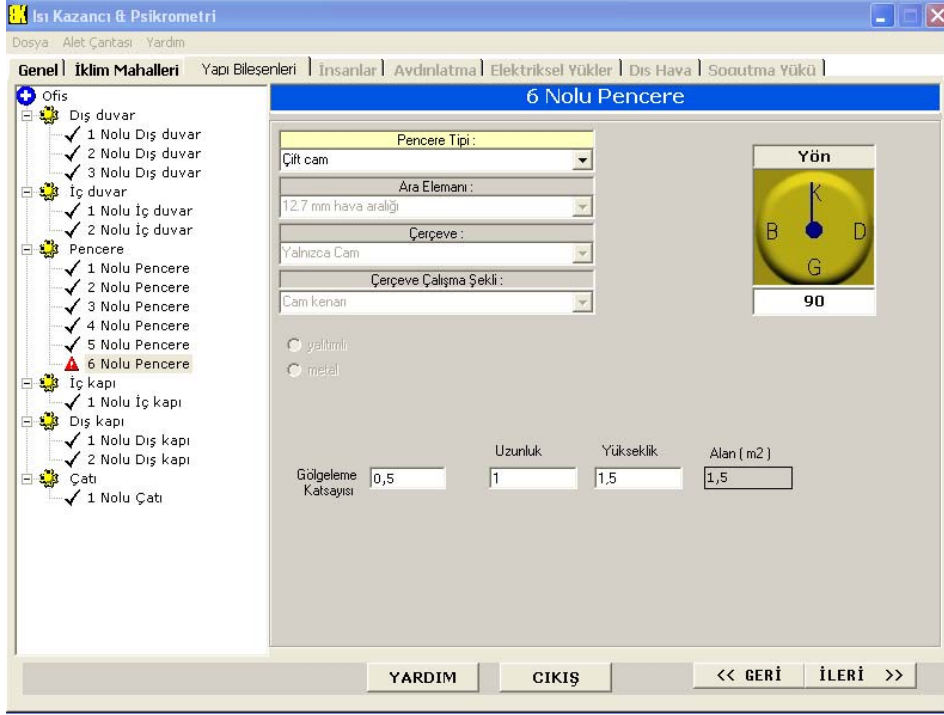 Isı Kazancı & Psikrometri
Dosya Alet Çantası Yardım
Genel İklim Mahalleri Yapı Bileşenleri İnsanlar Aydınlatma Elektriksel Yükler Dış Hava Soğutma Yükü
Ofis
Dış duvar
1 Nolu Dış duvar
2 Nolu Dış duvar
3 Nolu Dış duvar
İç duvar
1 Nolu İç duvar
2 Nolu İç duvar
Pencere
1 Nolu Pencere
2 Nolu Pencere
3 Nolu Pencere
4 Nolu Pencere
5 Nolu Pencere
6 Nolu Pencere
İç kapı
1 Nolu İç kapı
Dış kapı
1 Nolu Dış kapı
2 Nolu Dış kapı
Çatı
1 Nolu Çatı
6 Nolu Pencere
Pencere Tipi :
Çift cam
Ara Elemanı :
12.7 mm hava aralığı
Çerçeve :
Yalnızca Cam
Çerçeve Çalışma Şekli :
Cam kenarı
yalıtımlı
metal
Yön
K
B D
G
90
Uzunluk Yükseklik Alan ( m2 )
Gölgeleme
Katsayısı
0,5 1 1,5 1,5
YARDIM CIKIŞ << GERİ İLERİ >>